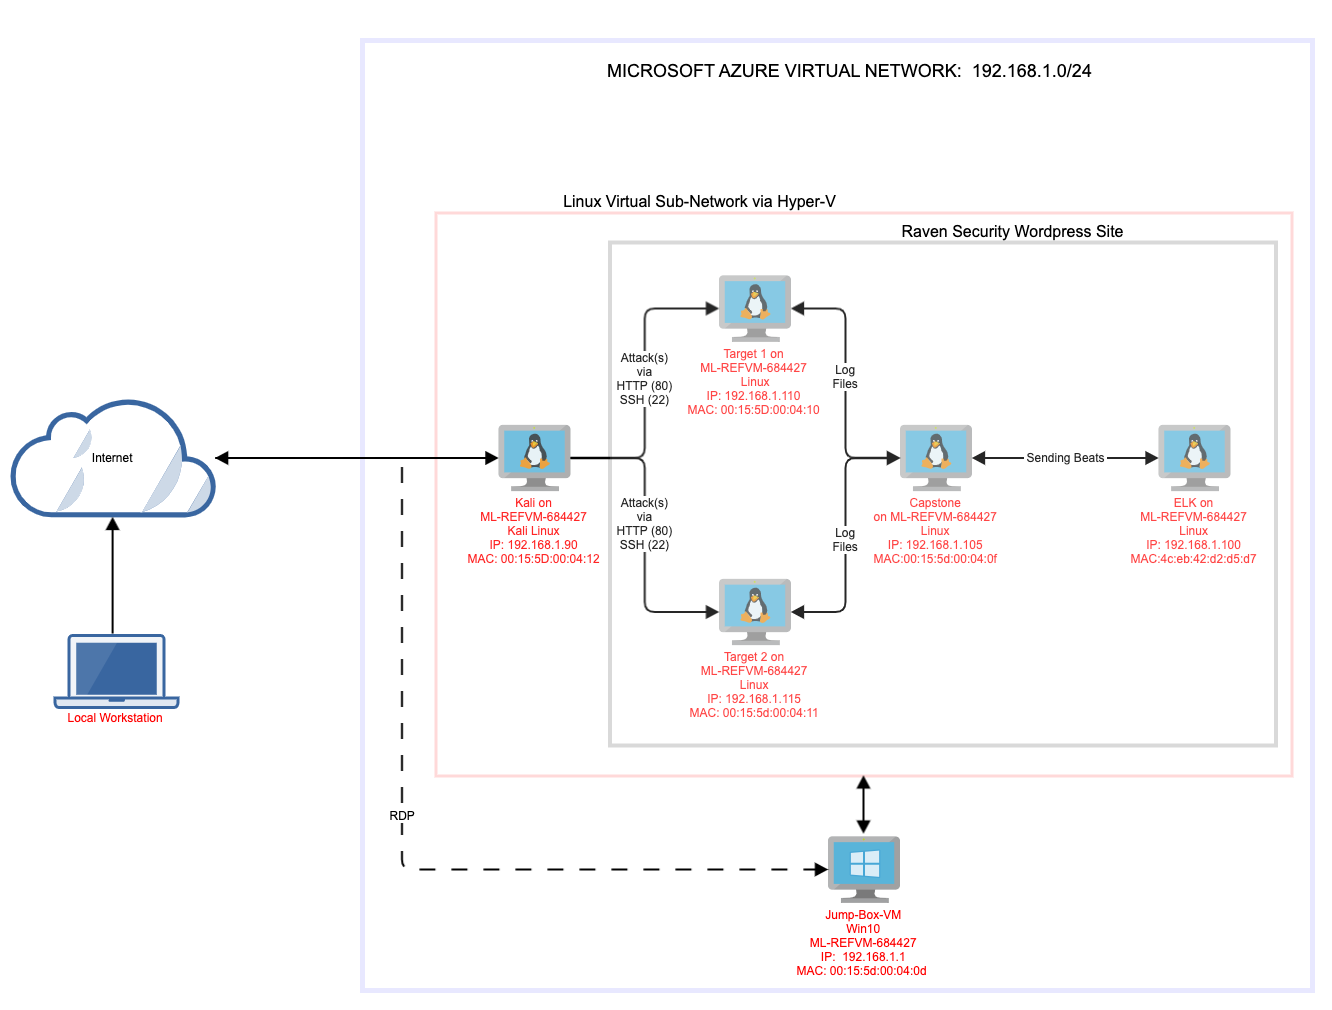 MICROSOFT AZURE VIRTUAL NETWORK:  192.168.1.0/24
Linux Virtual Sub-Network via Hyper-V
Raven Security Wordpress Site
Internet
Local Workstation
RDP
Kali on
ML-REFVM-684427
Kali Linux
IP: 192.168.1.90
MAC: 00:15:5D:00:04:12
Attack(s)
via
HTTP (80)
SSH (22)
Attack(s)
via
HTTP (80)
SSH (22)
Target 1 on
ML-REFVM-684427
Linux
IP: 192.168.1.110
MAC: 00:15:5D:00:04:10
Target 2 on
ML-REFVM-684427
Linux
IP: 192.168.1.115
MAC: 00:15:5d:00:04:11
Log
Files
Log
Files
Capstone
on ML-REFVM-684427
Linux
IP: 192.168.1.105
MAC:00:15:5d:00:04:0f
Sending Beats
ELK on
ML-REFVM-684427
Linux
IP: 192.168.1.100
MAC:4c:eb:42:d2:d5:d7
Jump-Box-VM
Win10
ML-REFVM-684427
IP:  192.168.1.1
MAC: 00:15:5d:00:04:0d